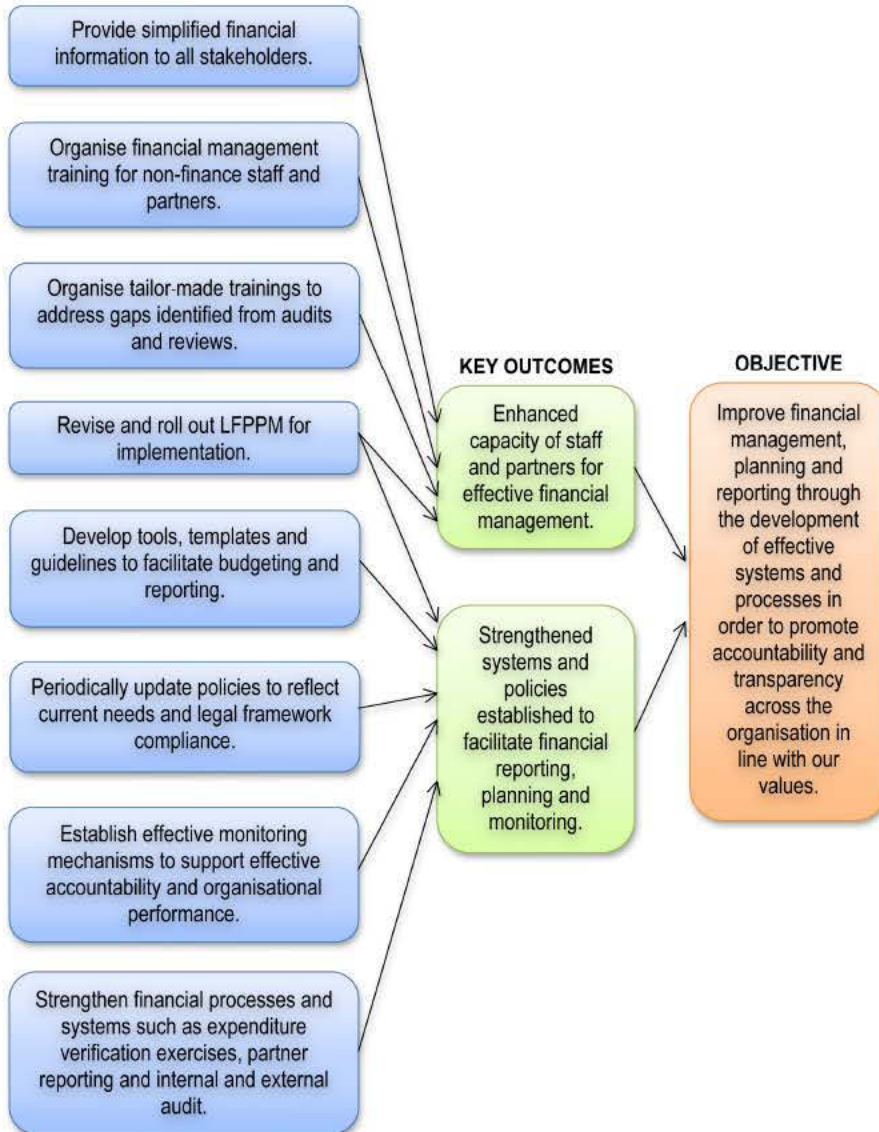 Provide simplified financial
information to all stakeholders.
Organise financial management
training for non-finance staff and
partners.
Organise tailor-made trainings to
address gaps identified from audits
and reviews.
Revise and roll out LFPPM for
implementation.
Develop tools, templates and
guidelines to facilitate budgeting and
reporting.
Periodically update policies to reflect
current needs and legal framework
compliance.
Establish effective monitoring
mechanisms to support effective
accountability and organisational
performance.
Strengthen financial processes and
systems such as expenditure
verification exercises, partner
reporting and internal and external
audit.
KEY OUTCOMES
Enhanced
capacity of staff
and partners for
effective financial
management.
Strengthened
systems and
policies
established to
facilitate financial
reporting,
planning and
monitoring.
OBJECTIVE
Improve financial
management,
planning and
reporting through
the development
of effective
systems and
processes in
order to promote
accountability and
transparency
across the
organisation in
line with our
values.